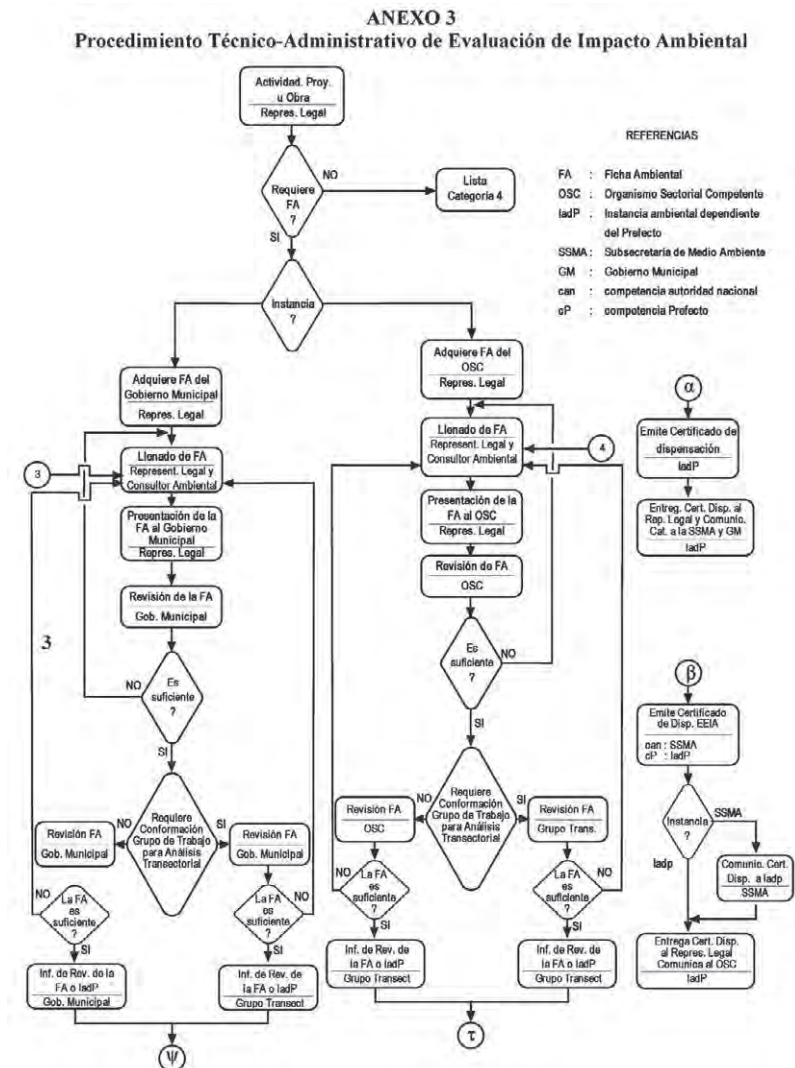 ANEXO 3
Procedimiento Técnico-Administrativo de Evaluación de Impacto Ambiental
Actividad. Proy.
u Obra
Repres. Legal
Requiere
FA
?
NO
SI
Lista
Categoría 4
REFERENCIAS
FA : Ficha Ambiental
OSC : Organismo Sectorial Competente
IadP : Instancia ambiental dependiente
del Prefecto
SSMA : Subsecretaría de Medio Ambiente
GM : Gobierno Municipal
can : competencia autoridad nacional
cP : competencia Prefecto
Instancia
?
Adquiere FA del
Gobierno Municipal
Repres. Legal
3
Llenado de FA
Represent. Legal y
Consultor Ambiental
Presentación de la
FA al Gobierno
Municipal
Repres. Legal
Revisión de la FA
Gob. Municipal
3
Es
suficiente
?
NO
SI
Requiere
Conformación
Grupo de Trabajo
para Análisis
Transectorial
NO
SI
Revisión FA
Gob. Municipal
Revisión FA
Gob. Municipal
La FA
es
suficiente
?
NO
SI
La FA
es
suficiente
?
NO
SI
Inf. de Rev. de la
FA o IadP
Gob. Municipal
Inf. de Rev. de
la FA o IadP
Grupo Transect
Ψ
Adquiere FA del
OSC
Repres. Legal
Llenado de FA
Represent. Legal y
Consultor Ambiental
4
Presentación de la
FA al OSC
Repres. Legal
Revisión de FA
OSC
Es
suficiente
?
NO
SI
Requiere
Conformación
Grupo de Trabajo
para Análisis
Transectorial
NO
SI
Revisión FA
OSC
Revisión FA
Grupo Trans.
La FA
es
suficiente
?
NO
SI
La FA
es
suficiente
?
NO
SI
Inf. de Rev. de
la FA o IadP
Grupo Transect
Inf. de Rev. de
la FA o IadP
Grupo Transect
τ
α
Emite Certificado de
dispensación
IadP
Entreg. Cert. Disp. al
Rep. Legal y Comunic.
Cat. a la SSMA y GM
IadP
β
Emite Certificado
de Disp. EEIA
can : SSMA
cP : IadP
Instancia
?
SSMA
Iadp
Comunic. Cert.
Disp. a Iadp
SSMA
Entrega Cert. Disp.
al Repres. Legal
Comunica al OSC
IadP